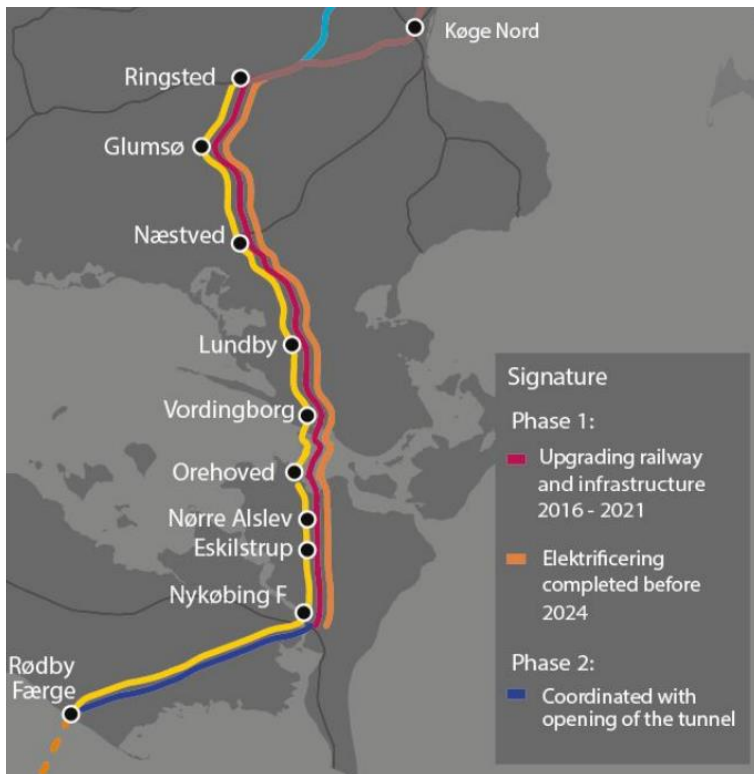 Køge Nord
Ringsted
Glumsø
Næstved
Lundby
Vordingborg
Orehoved
Nørre Alslev
Eskilstrup
Nykøbing F
Rødby
Færge
Signature
Phase 1:
Upgrading railway
and infrastructure
2016 - 2021
Elektrificering
completed before
2024
Phase 2:
Coordinated with
opening of the tunnel